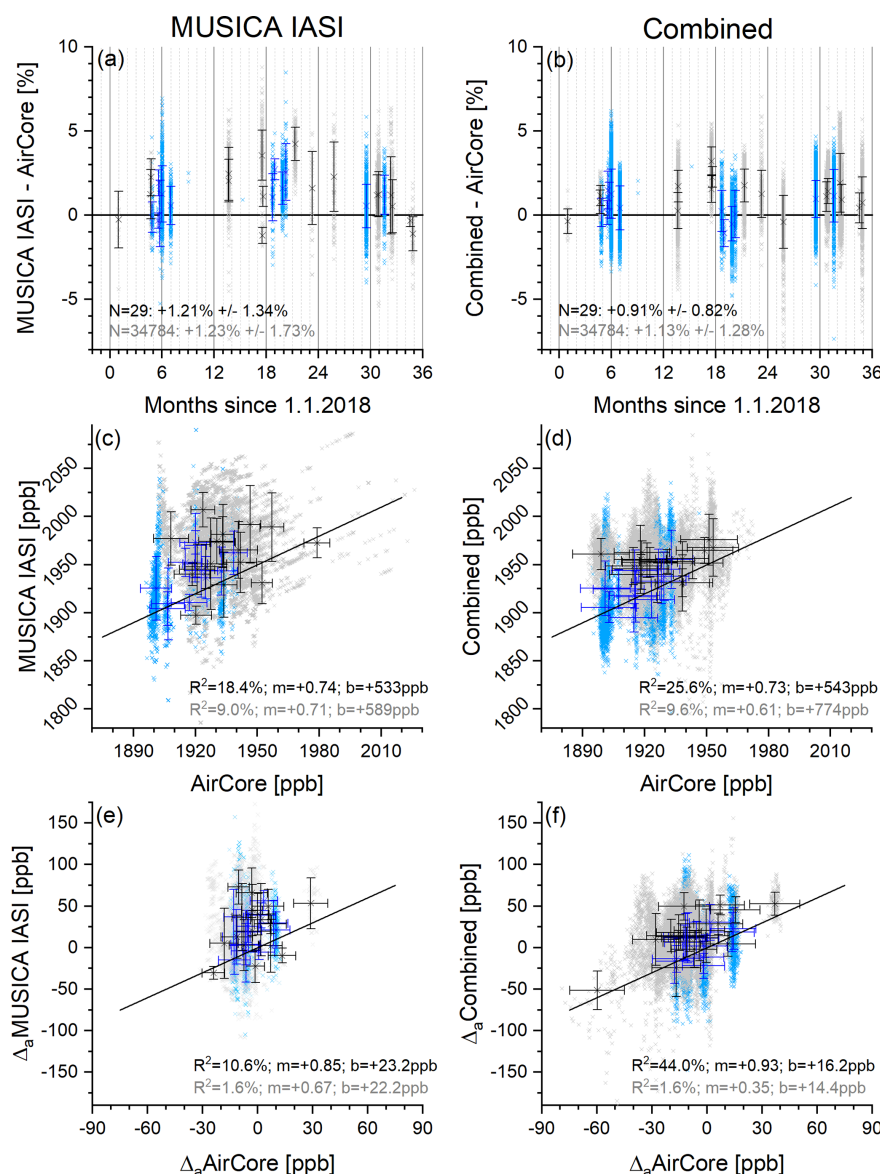 MUSICA IASI
Combined
(a)
MUSICA IASI - AirCore [%]
10
5
0
-5
N=29: +1.21% +/- 1.34%
N=34784: +1.23% +/- 1.73%
0 6 12 18 24 30 36
Months since 1.1.2018
(b)
Combined - AirCore [%]
10
5
0
-5
N=29: +0.91% +/- 0.82%
N=34784: +1.13% +/- 1.28%
0 6 12 18 24 30 36
Months since 1.1.2018
(c)
MUSICA IASI [ppb]
2050
2000
1950
1900
1850
1800
R²=18.4%; m=+0.74; b=+533ppb
R²=9.0%; m=+0.71; b=+589ppb
1890 1920 1950 1980 2010
AirCore [ppb]
(d)
Combined [ppb]
2050
2000
1950
1900
1850
1800
R²=25.6%; m=+0.73; b=+543ppb
R²=9.6%; m=+0.61; b=+774ppb
1890 1920 1950 1980 2010
AirCore [ppb]
(e)
ΔₐMUSICA IASI [ppb]
150
100
50
0
-50
-100
-150
R²=10.6%; m=+0.85; b=+23.2ppb
R²=1.6%; m=+0.67; b=+22.2ppb
-90 -60 -30 0 30 60 90
ΔₐAirCore [ppb]
(f)
ΔₐCombined [ppb]
150
100
50
0
-50
-100
-150
R²=44.0%; m=+0.93; b=+16.2ppb
R²=1.6%; m=+0.35; b=+14.4ppb
-90 -60 -30 0 30 60 90
ΔₐAirCore [ppb]